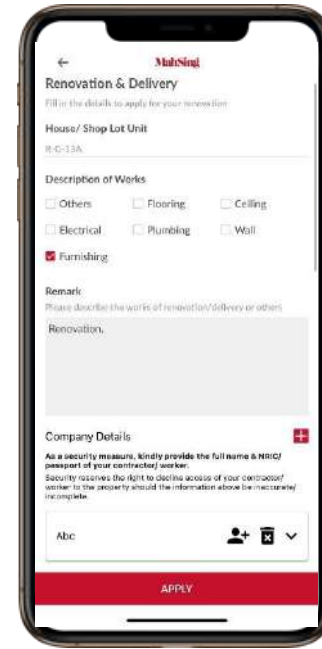 MahSing
Renovation & Delivery
Fill in the details to apply for your renovation
House/ Shop Lot Unit
R-G-13A
Description of Works
Others Flooring Ceiling
Electrical Plumbing Wall
Furnishing
Remark
Please describe the works of renovation/delivery or others
Renovation.
Company Details
As a security measure, kindly provide the full name & NRIC/
passport of your contractor/ worker.
Security reserves the right to decline access of your contractor/
worker to the property should the information above be inaccurate/
incomplete.
Abc
APPLY